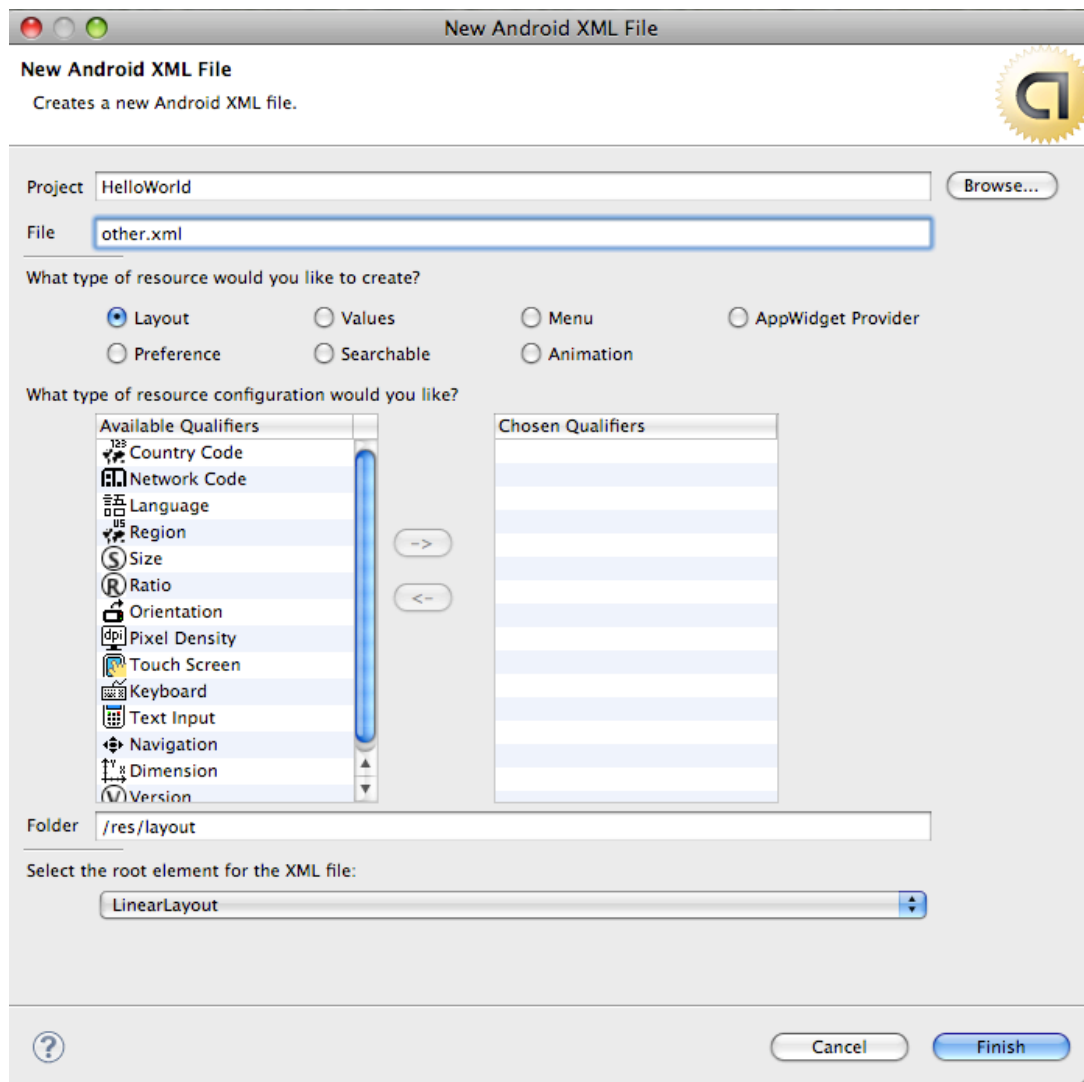 New Android XML File
New Android XML File
Creates a new Android XML file.
Project HelloWorld Browse...
File other.xml
What type of resource would you like to create?
Layout Values Menu AppWidget Provider
Preference Searchable Animation
What type of resource configuration would you like?
Available Qualifiers Chosen Qualifiers
123 Country Code
Network Code
語 Language
US Region
S Size
-> 
R Ratio
<-
Orientation
dpi Pixel Density
Touch Screen
Keyboard
Text Input
Navigation
Y X Dimension
V Version
Folder /res/layout
Select the root element for the XML file:
LinearLayout
? Cancel Finish